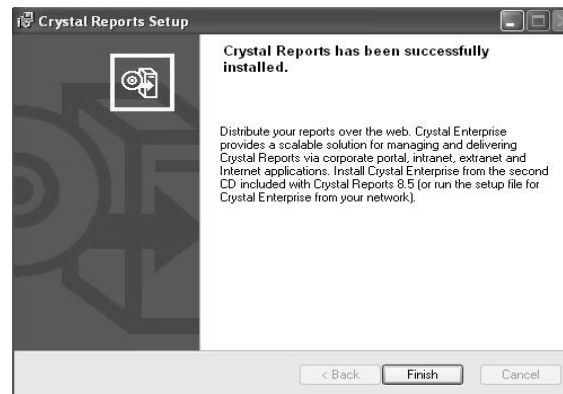 Crystal Reports Setup
Crystal Reports has been successfully
installed.
Distribute your reports over the web. Crystal Enterprise
provides a scalable solution for managing and delivering
Crystal Reports via corporate portal, intranet, extranet and
Internet applications. Install Crystal Enterprise from the second
CD included with Crystal Reports 8.5 (or run the setup file for
Crystal Enterprise from your network).
< Back Finish Cancel